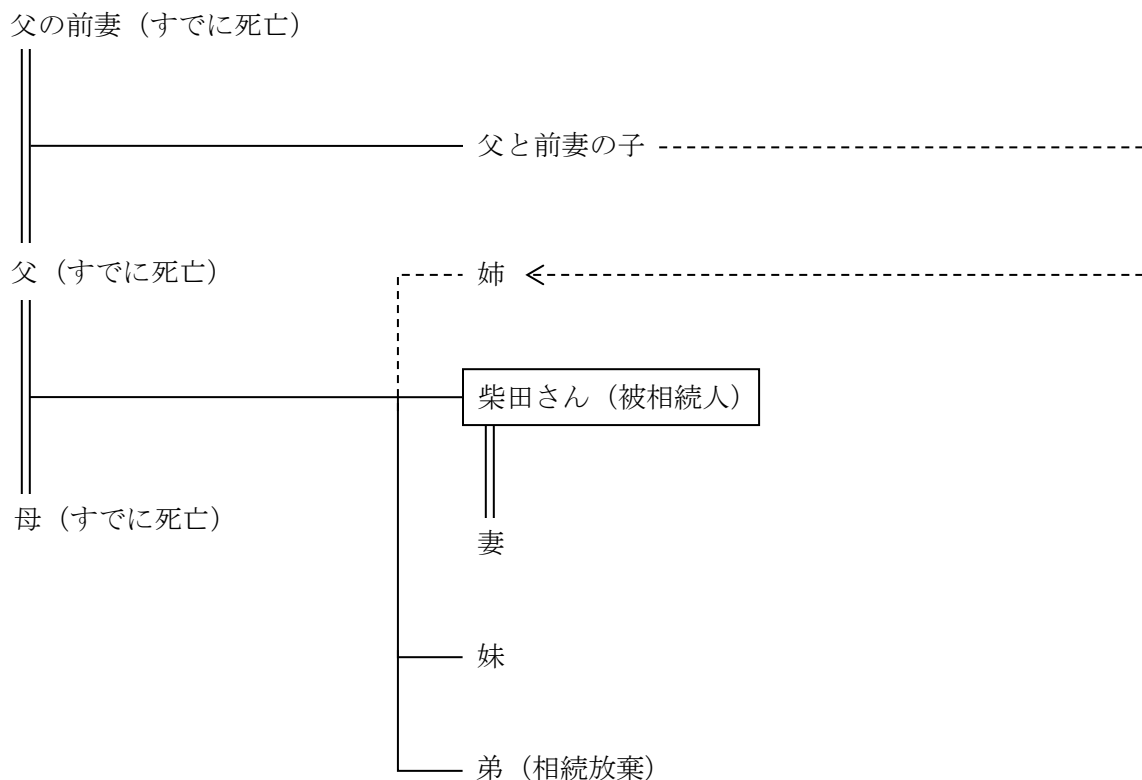 父の前妻（すでに死亡）
父と前妻の子
父（すでに死亡）
姉
柴田さん（被相続人）
母（すでに死亡）
妻
妹
弟（相続放棄）